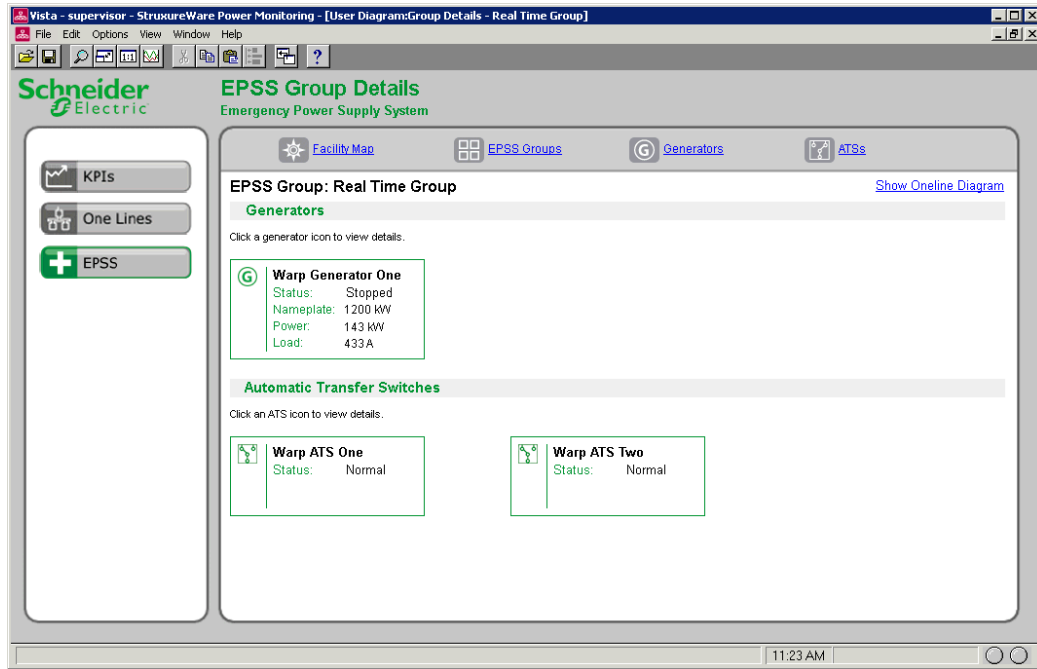 Vista - supervisor - StruxureWare Power Monitoring - [User Diagram:Group Details - Real Time Group]
File Edit Options View Window Help
Schneider
Electric
EPSS Group Details
Emergency Power Supply System
KPIs
One Lines
EPSS
Facility Map
EPSS Groups
G
Generators
ATSs
EPSS Group: Real Time Group
Show Oneline Diagram
Generators
Click a generator icon to view details.
G
Warp Generator One
Status: Stopped
Nameplate: 1200 kW
Power: 143 kW
Load: 433 A
Automatic Transfer Switches
Click an ATS icon to view details.
Warp ATS One
Status: Normal
Warp ATS Two
Status: Normal
11:23 AM